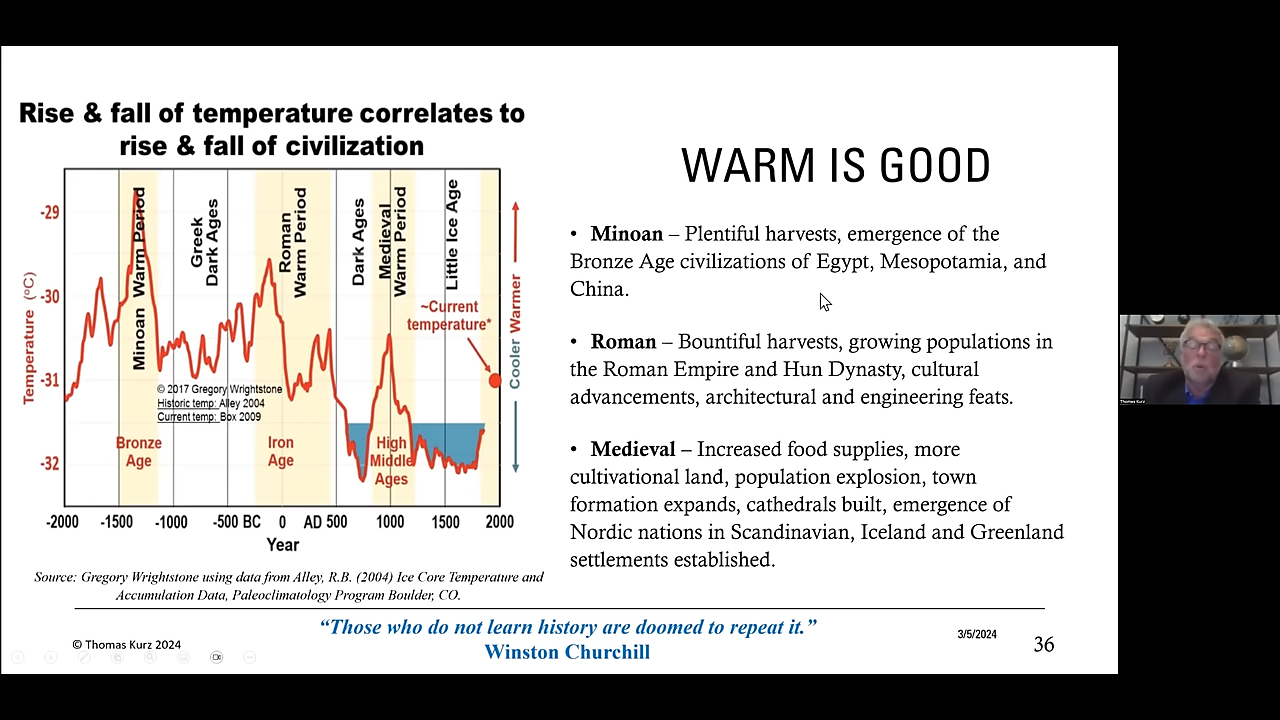 Rise & fall of temperature correlates to
rise & fall of civilization
-29
-30
-31
-32
Temperature (°C)
Minoan Warm Period
Greek
Dark Ages
Roman
Warm Period
Dark Ages
Medieval
Warm Period
Little Ice Age
~Current
temperature*
Cooler Warmer
© 2017 Gregory Wrightstone
Historic temp: Alley 2004
Current temp: Box 2009
Bronze
Age
Iron
Age
High
Middle
Ages
-2000 -1500 -1000 -500 BC 0 AD 500 1000 1500 2000
Year
Source: Gregory Wrightstone using data from Alley, R.B. (2004) Ice Core Temperature and
Accumulation Data, Paleoclimatology Program Boulder, CO.
WARM IS GOOD
• Minoan – Plentiful harvests, emergence of the
Bronze Age civilizations of Egypt, Mesopotamia, and
China.
• Roman – Bountiful harvests, growing populations in
the Roman Empire and Hun Dynasty, cultural
advancements, architectural and engineering feats.
• Medieval – Increased food supplies, more
cultivational land, population explosion, town
formation expands, cathedrals built, emergence of
Nordic nations in Scandinavian, Iceland and Greenland
settlements established.
“Those who do not learn history are doomed to repeat it.”
Winston Churchill
© Thomas Kurz 2024
3/5/2024
36
Thomas Kurz